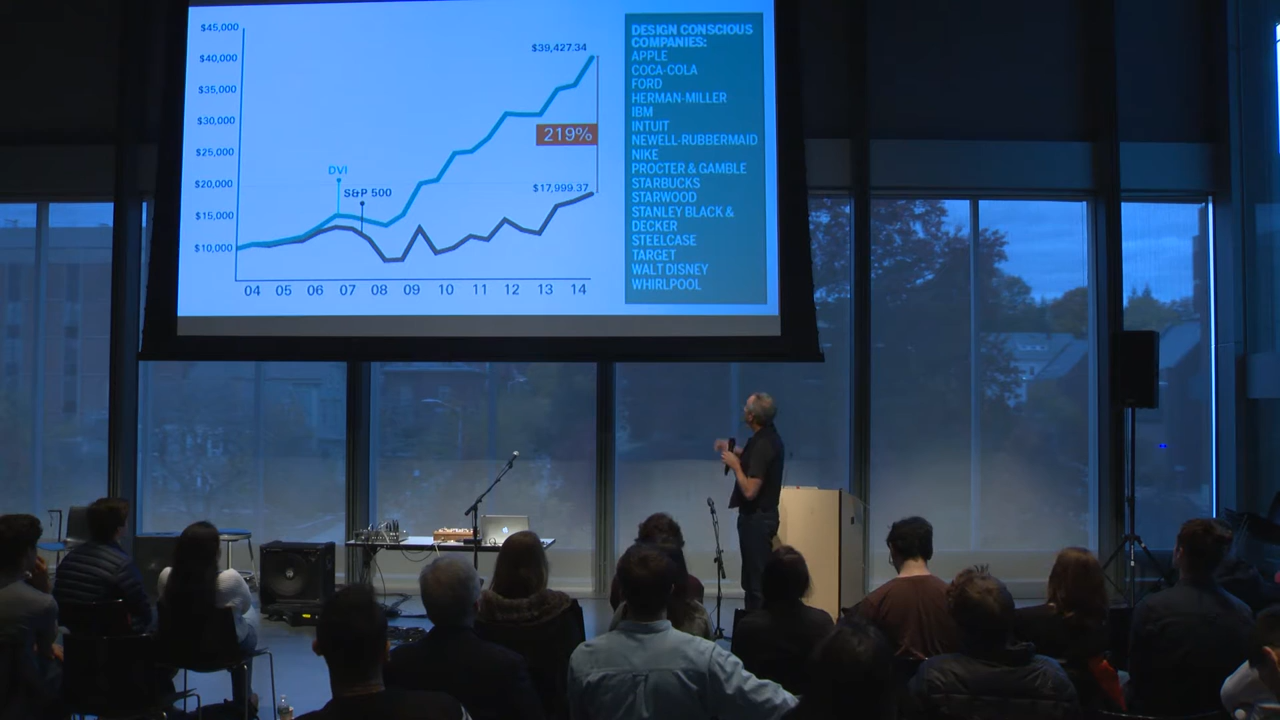 $45,000
$40,000
$35,000
$30,000
$25,000
$20,000
$15,000
$10,000
$39,427.34
219%
DVI
S&P 500
$17,999.37
04 05 06 07 08 09 10 11 12 13 14
DESIGN CONSCIOUS
COMPANIES:
APPLE
COCA-COLA
FORD
HERMAN-MILLER
IBM
INTUIT
NEWELL-RUBBERMAID
NIKE
PROCTER & GAMBLE
STARBUCKS
STARWOOD
STANLEY BLACK &
DECKER
STEELCASE
TARGET
WALT DISNEY
WHIRLPOOL